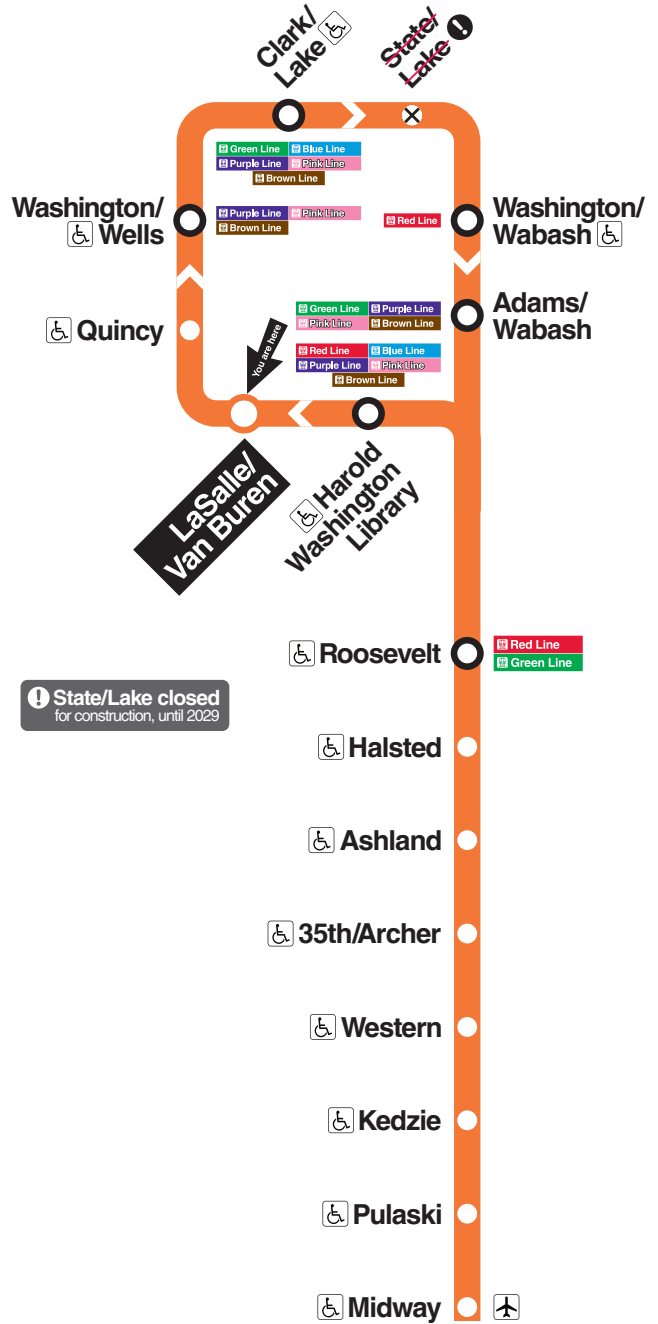 Clark/
Lake
State/
Lake
Green Line
Blue Line
Purple Line
Pink Line
Brown Line
Washington/
Wells
Purple Line
Pink Line
Brown Line
Red Line
Washington/
Wabash
Quincy
Green Line
Purple Line
Pink Line
Brown Line
Adams/
Wabash
You are here
Red Line
Blue Line
Purple Line
Pink Line
Brown Line
LaSalle/
Van Buren
Harold
Washington
Library
Roosevelt
Red Line
Green Line
! State/Lake closed
for construction, until 2029
Halsted
Ashland
35th/Archer
Western
Kedzie
Pulaski
Midway